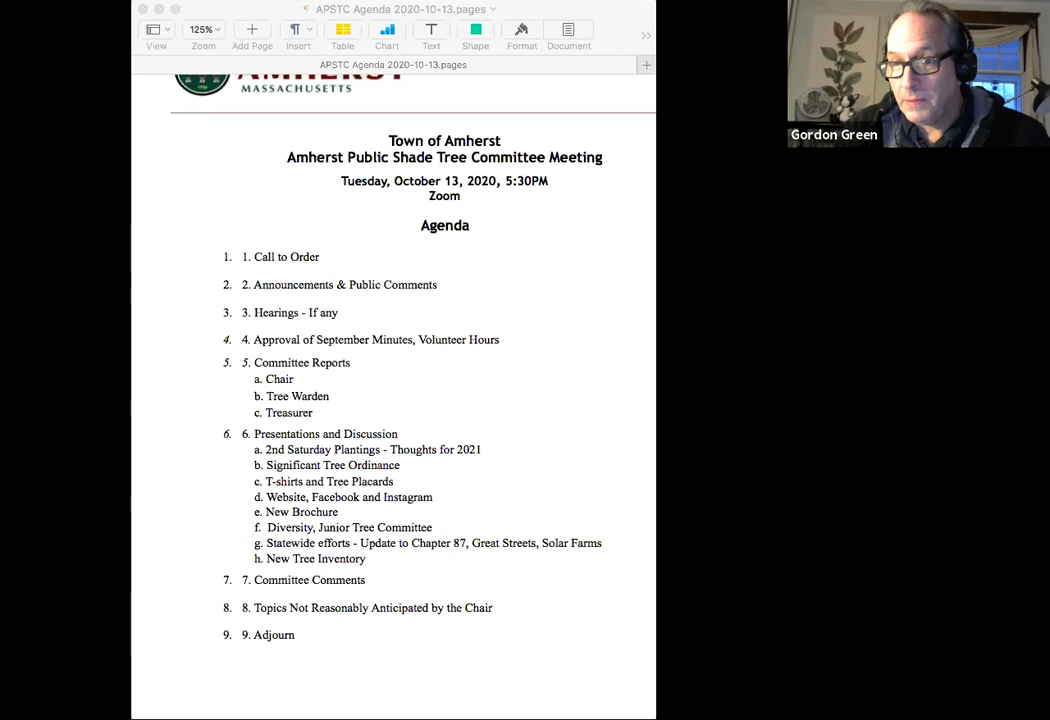 APSTC Agenda 2020-10-13.pages
125%
View Zoom Add Page Insert Table Chart Text Shape Format Document
APSTC Agenda 2020-10-13.pages
AMHERST
MASSACHUSETTS
Town of Amherst
Amherst Public Shade Tree Committee Meeting
Tuesday, October 13, 2020, 5:30PM
Zoom
Agenda
1. 1. Call to Order
2. 2. Announcements & Public Comments
3. 3. Hearings - If any
4. 4. Approval of September Minutes, Volunteer Hours
5. 5. Committee Reports
a. Chair
b. Tree Warden
c. Treasurer
6. 6. Presentations and Discussion
a. 2nd Saturday Plantings - Thoughts for 2021
b. Significant Tree Ordinance
c. T-shirts and Tree Placards
d. Website, Facebook and Instagram
e. New Brochure
f. Diversity, Junior Tree Committee
g. Statewide efforts - Update to Chapter 87, Great Streets, Solar Farms
h. New Tree Inventory
7. 7. Committee Comments
8. 8. Topics Not Reasonably Anticipated by the Chair
9. 9. Adjourn
Gordon Green